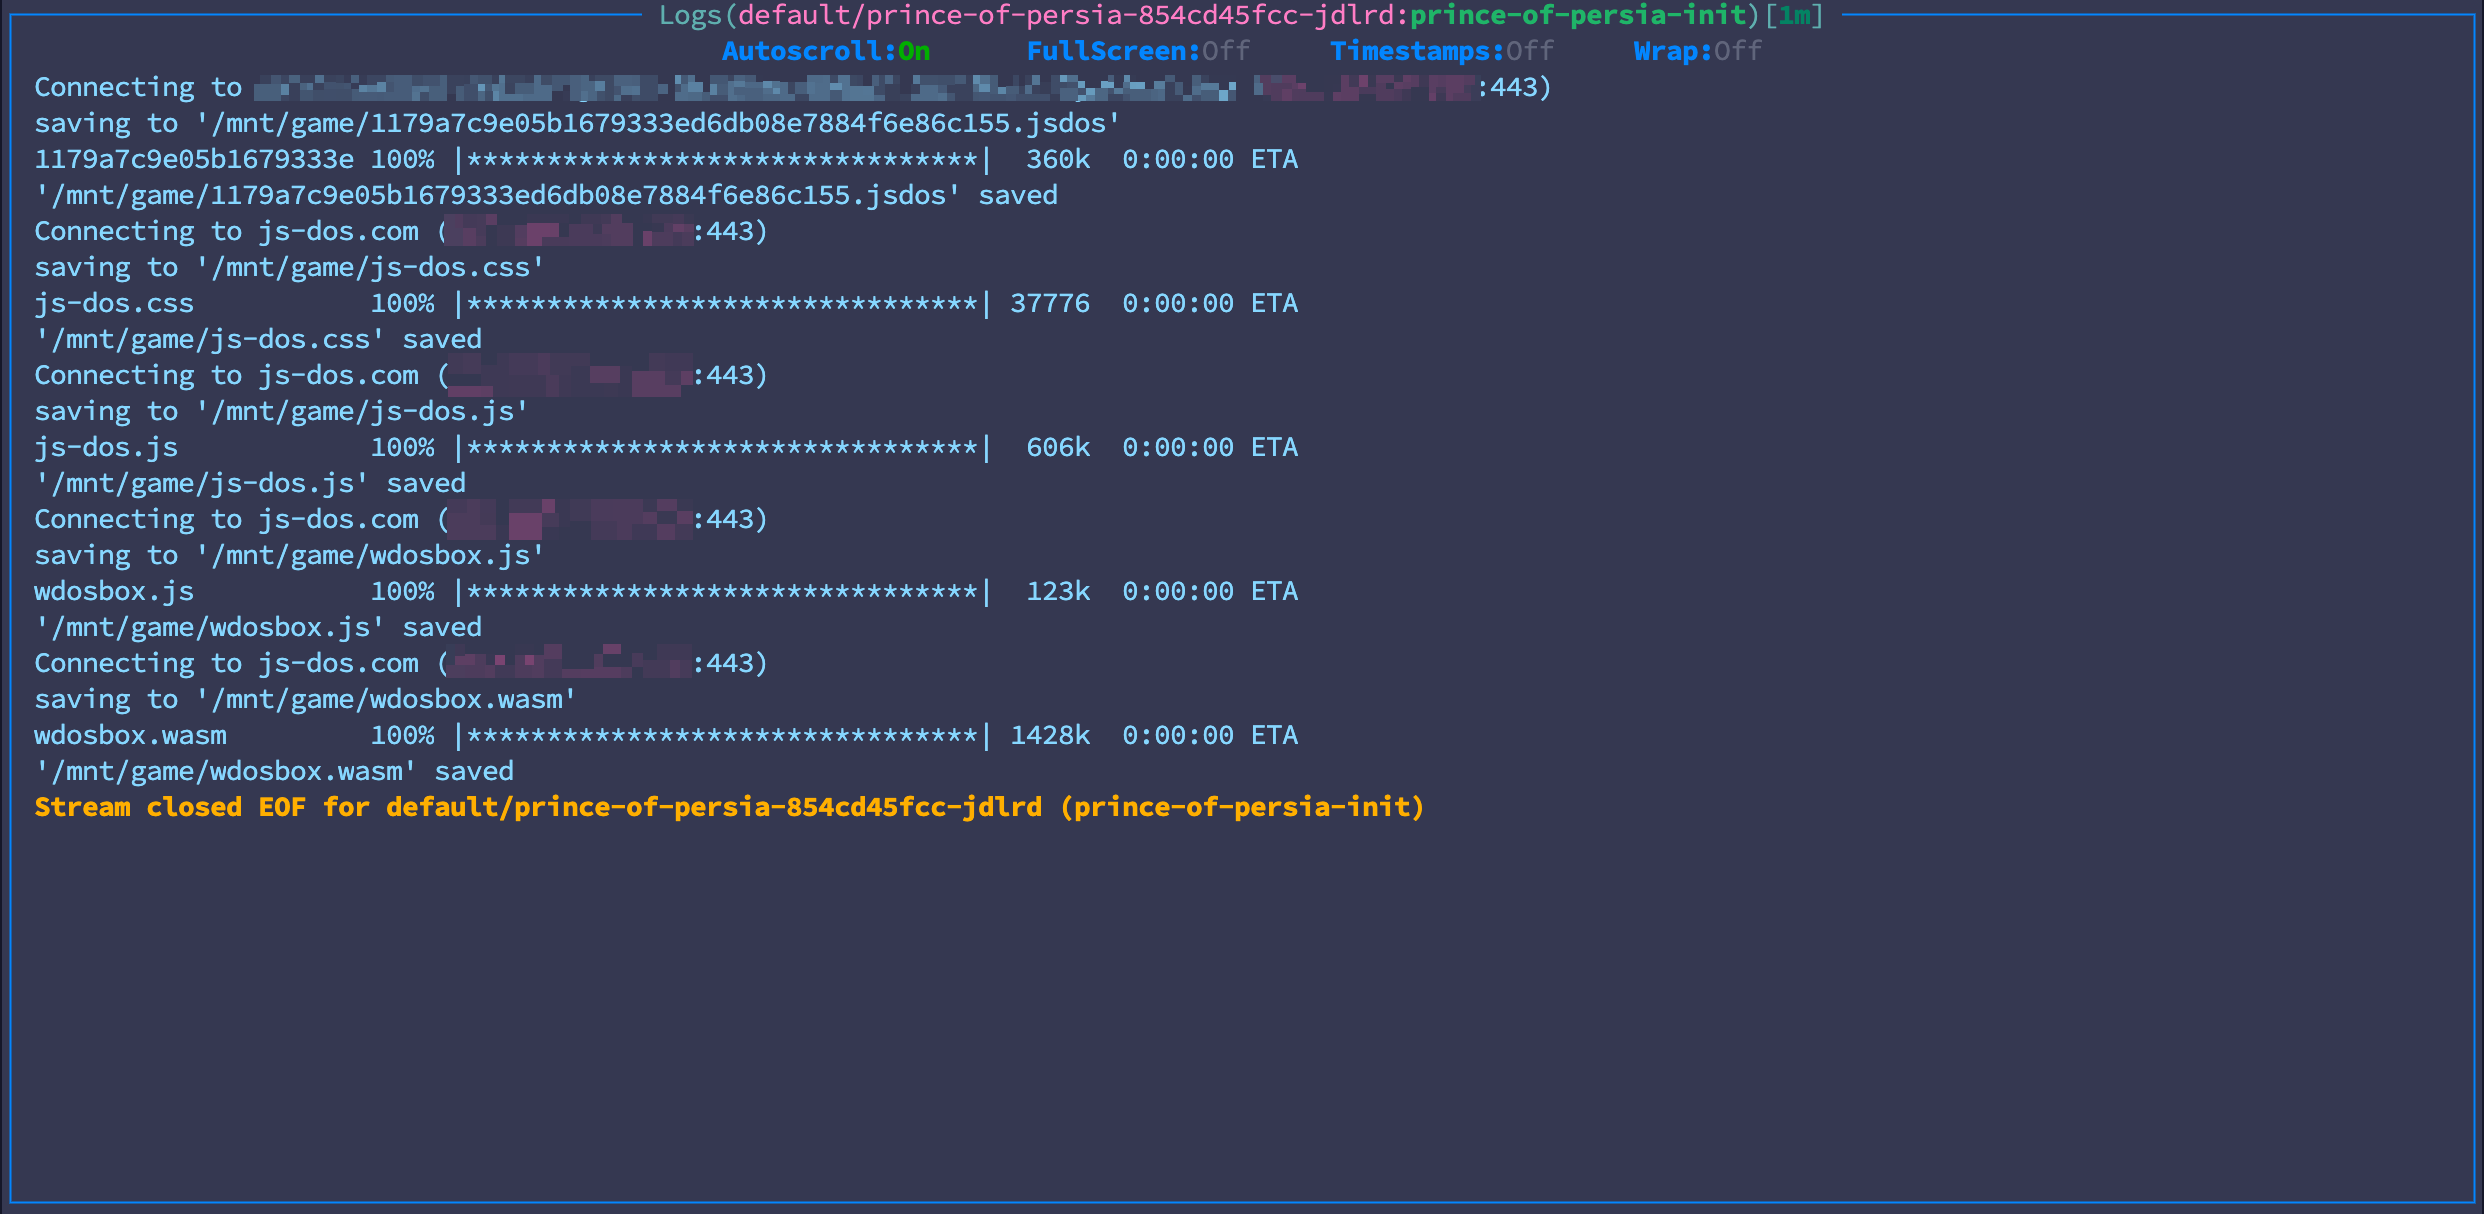 Logs(default/prince-of-persia-854cd45fcc-jdlrd:prince-of-persia-init)[1m]
Autoscroll:On FullScreen:Off Timestamps:Off Wrap:Off
Connecting to :443)
saving to '/mnt/game/1179a7c9e05b1679333ed6db08e7884f6e86c155.jsdos'
1179a7c9e05b1679333e 100% |********************************| 360k 0:00:00 ETA
'/mnt/game/1179a7c9e05b1679333ed6db08e7884f6e86c155.jsdos' saved
Connecting to js-dos.com (:443)
saving to '/mnt/game/js-dos.css'
js-dos.css 100% |********************************| 37776 0:00:00 ETA
'/mnt/game/js-dos.css' saved
Connecting to js-dos.com (:443)
saving to '/mnt/game/js-dos.js'
js-dos.js 100% |********************************| 606k 0:00:00 ETA
'/mnt/game/js-dos.js' saved
Connecting to js-dos.com (:443)
saving to '/mnt/game/wdosbox.js'
wdosbox.js 100% |********************************| 123k 0:00:00 ETA
'/mnt/game/wdosbox.js' saved
Connecting to js-dos.com (:443)
saving to '/mnt/game/wdosbox.wasm'
wdosbox.wasm 100% |********************************| 1428k 0:00:00 ETA
'/mnt/game/wdosbox.wasm' saved
Stream closed EOF for default/prince-of-persia-854cd45fcc-jdlrd (prince-of-persia-init)